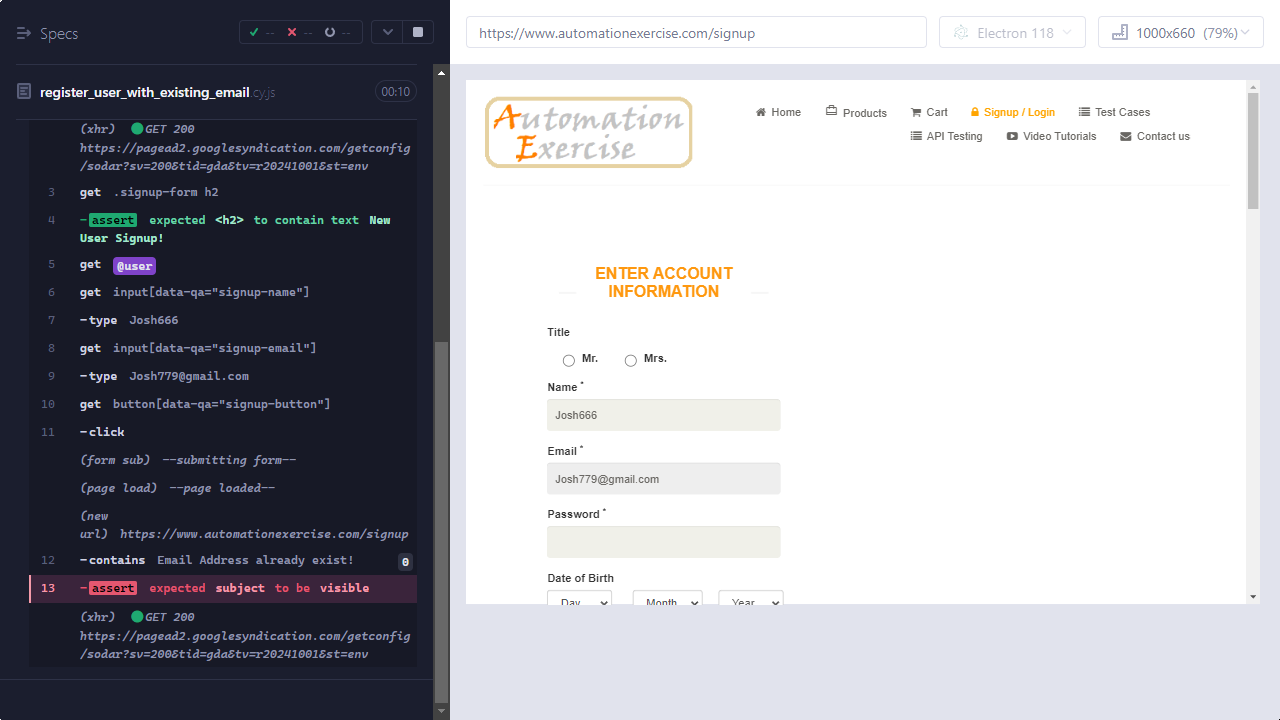 Specs
--
--
--
register_user_with_existing_email.cy.js
00:10
(xhr) GET 200
https://pagead2.googlesyndication.com/getconfig
/sodar?sv=200&tid=gda&tv=r20241001&st=env
3 get .signup-form h2
4 -assert expected <h2> to contain text New
User Signup!
5 get @user
6 get input[data-qa="signup-name"]
7 -type Josh666
8 get input[data-qa="signup-email"]
9 -type Josh779@gmail.com
10 get button[data-qa="signup-button"]
11 -click
(form sub) --submitting form--
(page load) --page loaded--
(new
url) https://www.automationexercise.com/signup
12 -contains Email Address already exist! 0
13 -assert expected subject to be visible
(xhr) GET 200
https://pagead2.googlesyndication.com/getconfig
/sodar?sv=200&tid=gda&tv=r20241001&st=env
https://www.automationexercise.com/signup
Electron 118
1000x660 (79%)
Automation
Exercise
Home
Products
Cart
Signup / Login
Test Cases
API Testing
Video Tutorials
Contact us
ENTER ACCOUNT
INFORMATION
Title
Mr.
Mrs.
Name *
Josh666
Email *
Josh779@gmail.com
Password *
Date of Birth
Day
Month
Year